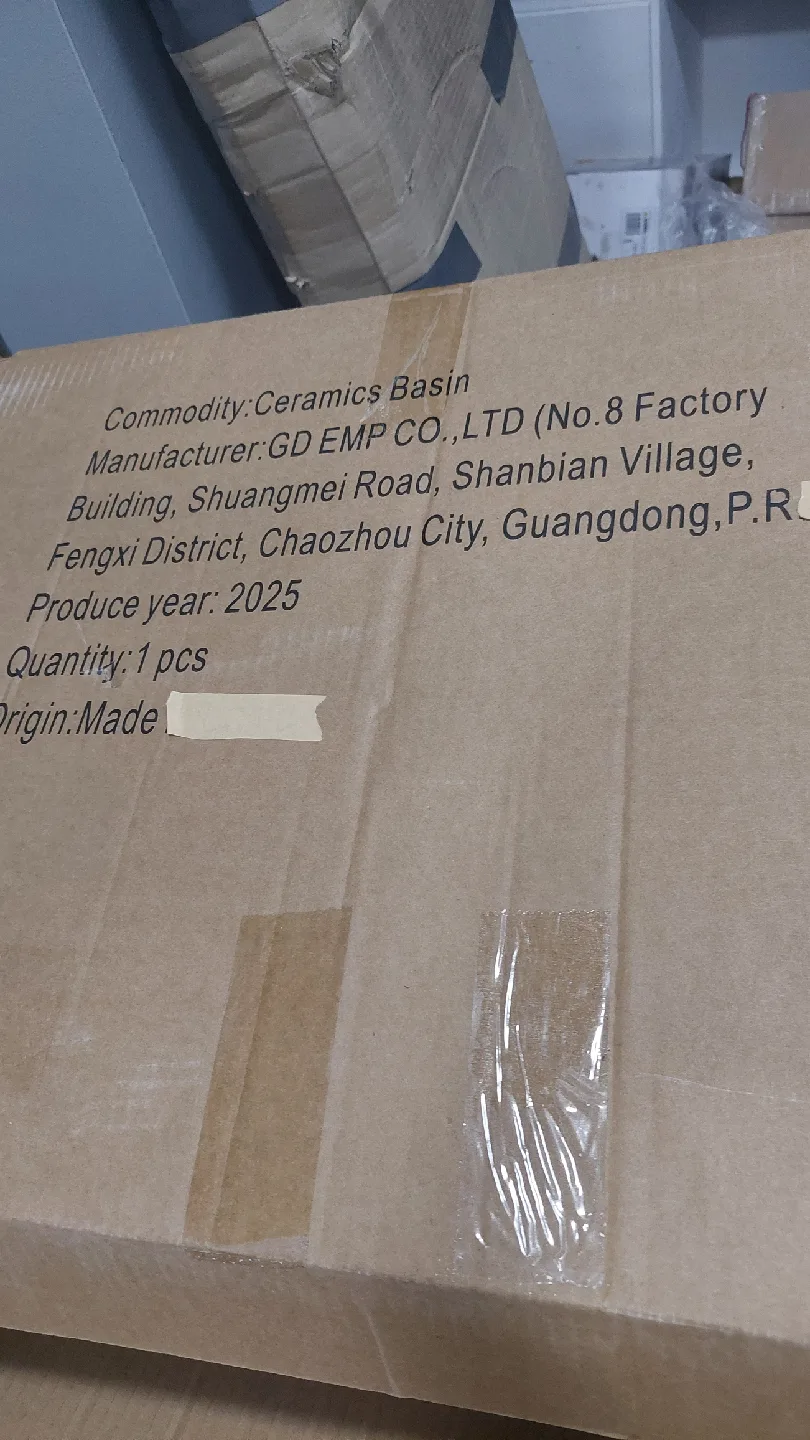 Commodity:Ceramics Basin
Manufacturer:GD EMP CO.,LTD (No.8 Factory
Building, Shuangmei Road, Shanbian Village,
Fengxi District, Chaozhou City, Guangdong,P.R.
Produce year: 2025
Quantity:1 pcs
Origin:Made